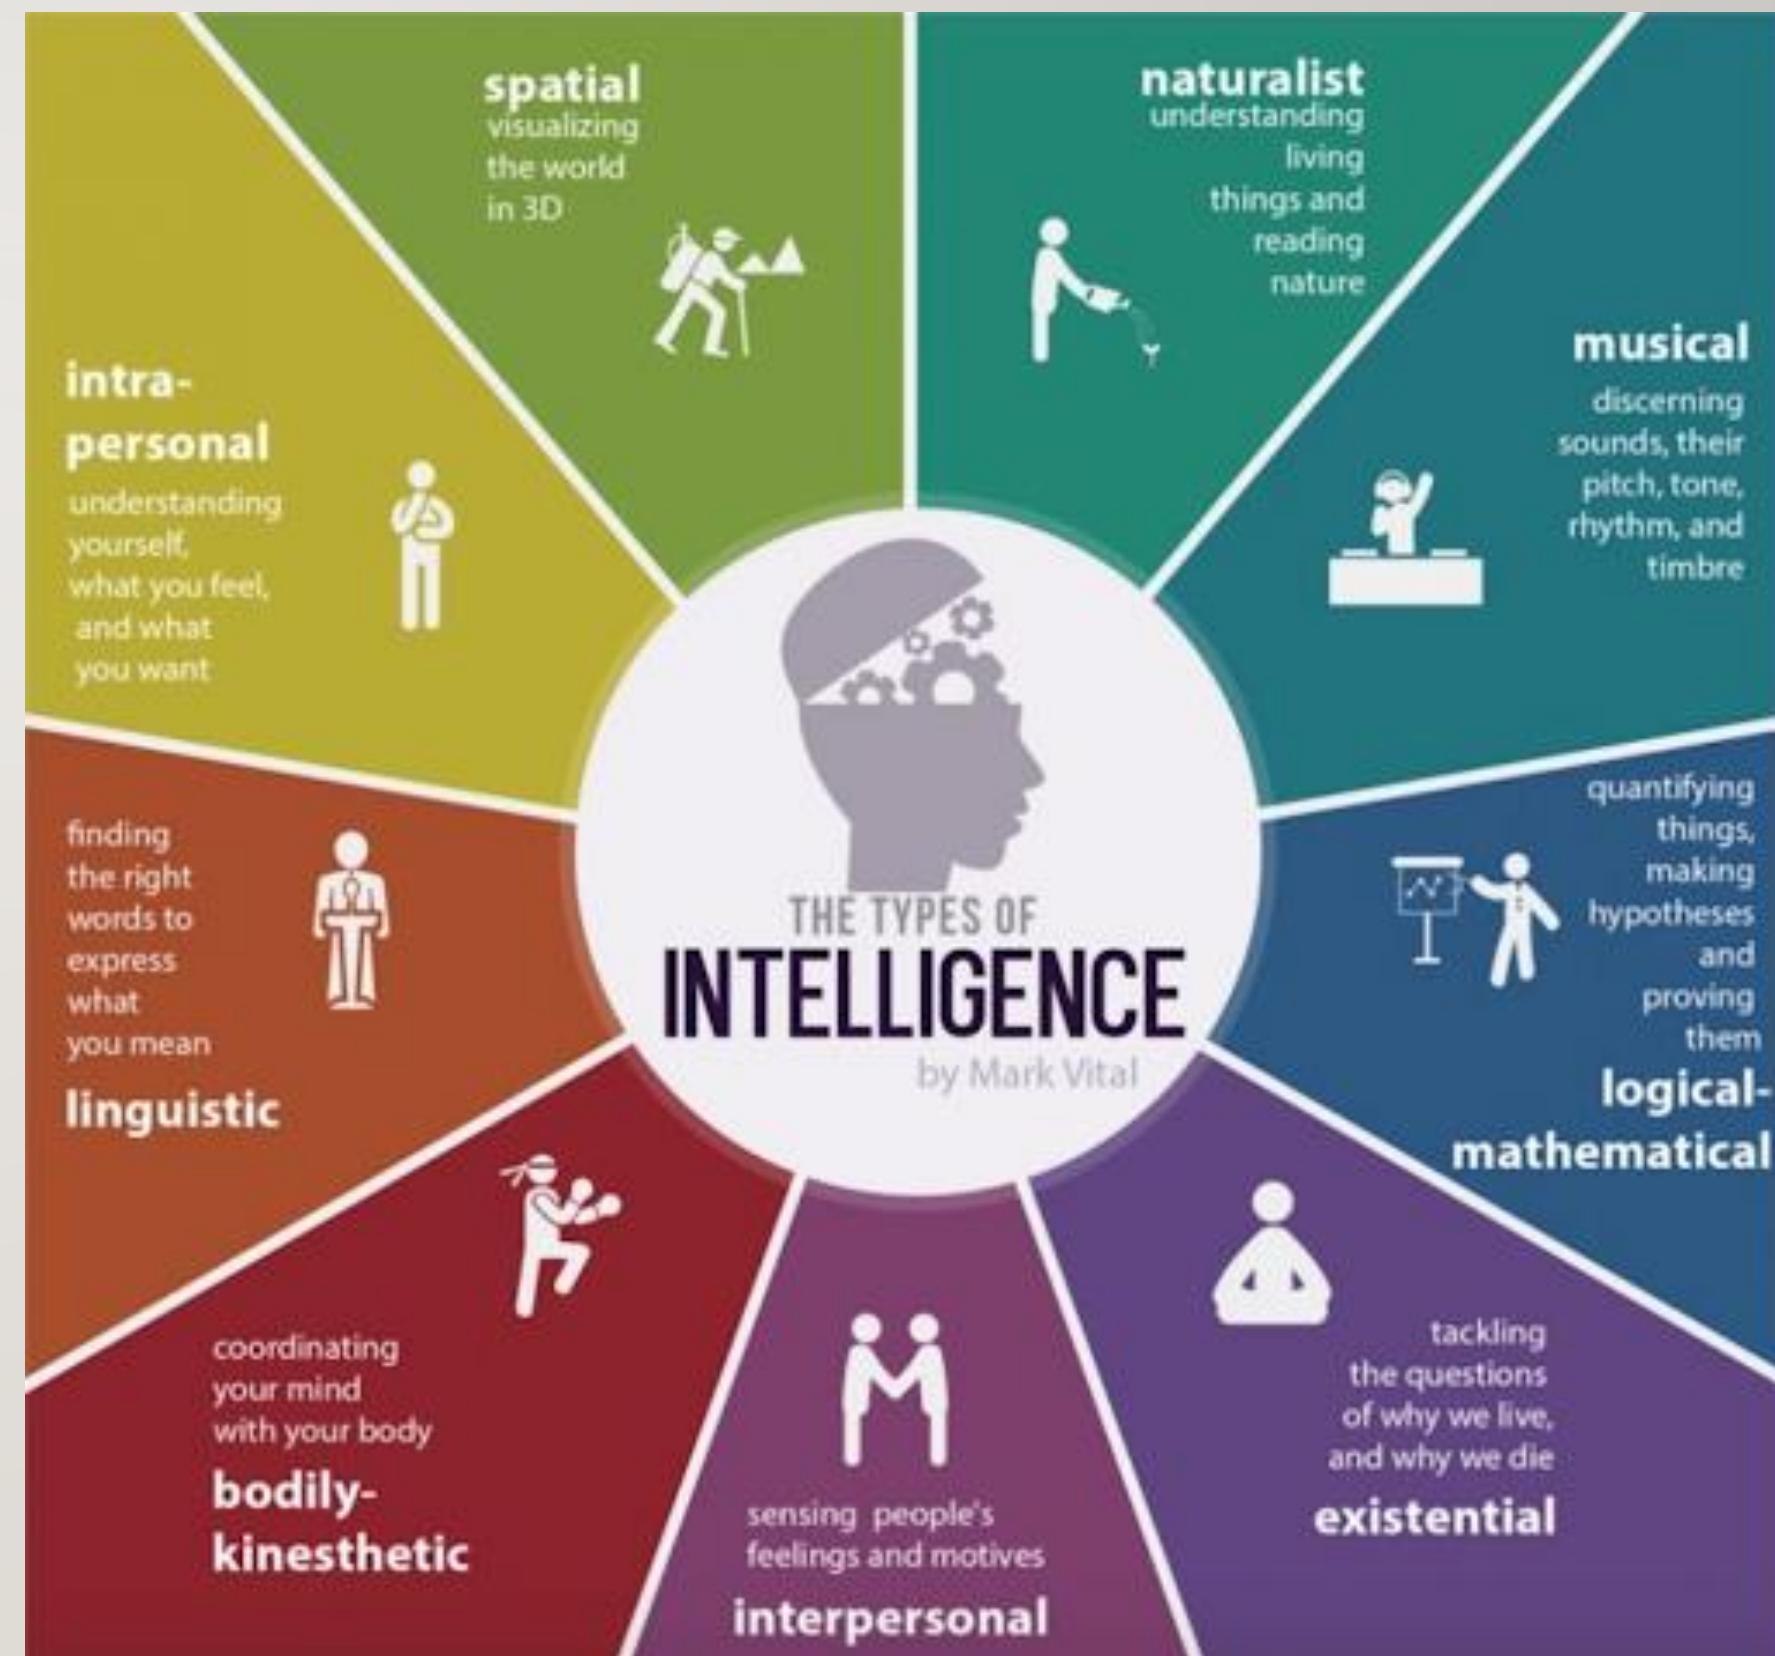 spatial
visualizing
the world
in 3D
naturalist
understanding
living
things and
reading
nature
musical
discerning
sounds, their
pitch, tone,
rhythm, and
timbre
quantifying
things,
making
hypotheses
and
proving
them
logical-
mathematical
tackling
the questions
of why we live,
and why we die
existential
sensing people's
feelings and motives
interpersonal
coordinating
your mind
with your body
bodily-
kinesthetic
finding
the right
words to
express
what
you mean
linguistic
intra-
personal
understanding
yourself,
what you feel,
and what
you want
THE TYPES OF
INTELLIGENCE
by Mark Vital